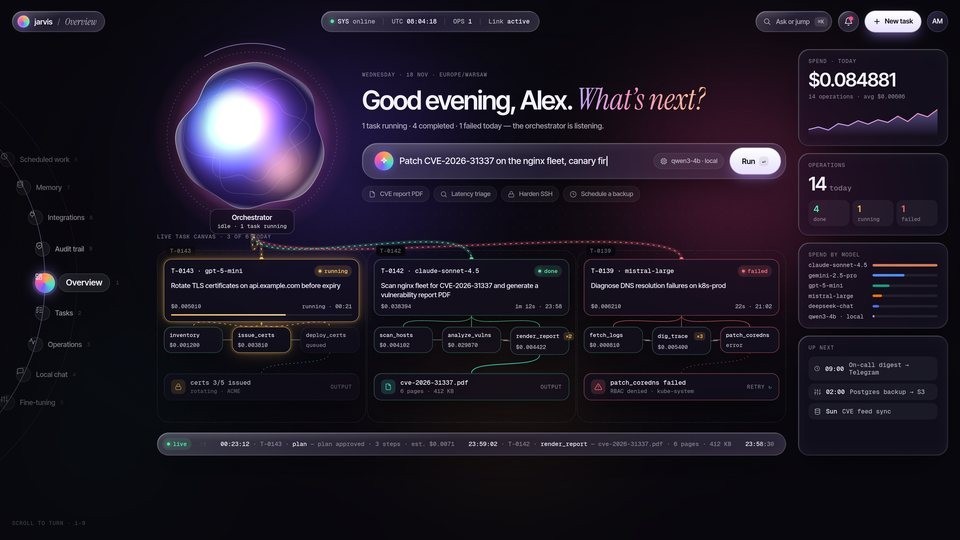 jarvis / Overview
SYS online | UTC 08:04:18 | OPS 1 | Link active
Ask or jump ⌘K
+ New task
AM
Scheduled work
Memory
Integrations
Audit trail
Overview 1
Tasks
Operations
Local chat
Fine-tuning
SCROLL TO TURN · 1-9
Orchestrator
idle · 1 task running
WEDNESDAY · 18 NOV · EUROPE/WARSAW
Good evening, Alex. What's next?
1 task running · 4 completed · 1 failed today — the orchestrator is listening.
Patch CVE-2026-31337 on the nginx fleet, canary fir
qwen3-4b · local
Run
CVE report PDF
Latency triage
Harden SSH
Schedule a backup
LIVE TASK CANVAS · 3 OF 6 TODAY
T-0143
T-0143 · gpt-5-mini running
Rotate TLS certificates on api.example.com before expiry
$0.005010 running · 00:21
inventory
$0.001200
issue_certs
$0.003810
deploy_certs
queued
certs 3/5 issued
rotating · ACME
OUTPUT
T-0142
T-0142 · claude-sonnet-4.5 done
Scan nginx fleet for CVE-2026-31337 and generate a
vulnerability report PDF
$0.038394 1m 12s · 23:58
scan_hosts
$0.004102
analyze_vulns
$0.029870
render_report ×2
$0.004422
cve-2026-31337.pdf
6 pages · 412 KB
OUTPUT
T-0139
T-0139 · mistral-large failed
Diagnose DNS resolution failures on k8s-prod
$0.006210 22s · 21:02
fetch_logs
$0.000810
dig_trace ×3
$0.005400
patch_coredns
error
patch_coredns failed
RBAC denied · kube-system
RETRY ↻
live 00:23:12 · T-0143 · plan — plan approved · 3 steps · est. $0.0071 23:59:02 · T-0142 · render_report — cve-2026-31337.pdf · 6 pages · 412 KB 23:58:30
SPEND · TODAY
$0.084881
14 operations · avg $0.00606
OPERATIONS
14 today
4
done
1
running
1
failed
SPEND BY MODEL
claude-sonnet-4.5
gemini-2.5-pro
gpt-5-mini
mistral-large
deepseek-chat
qwen3-4b · local
UP NEXT
09:00 On-call digest →
Telegram
02:00 Postgres backup → S3
Sun CVE feed sync